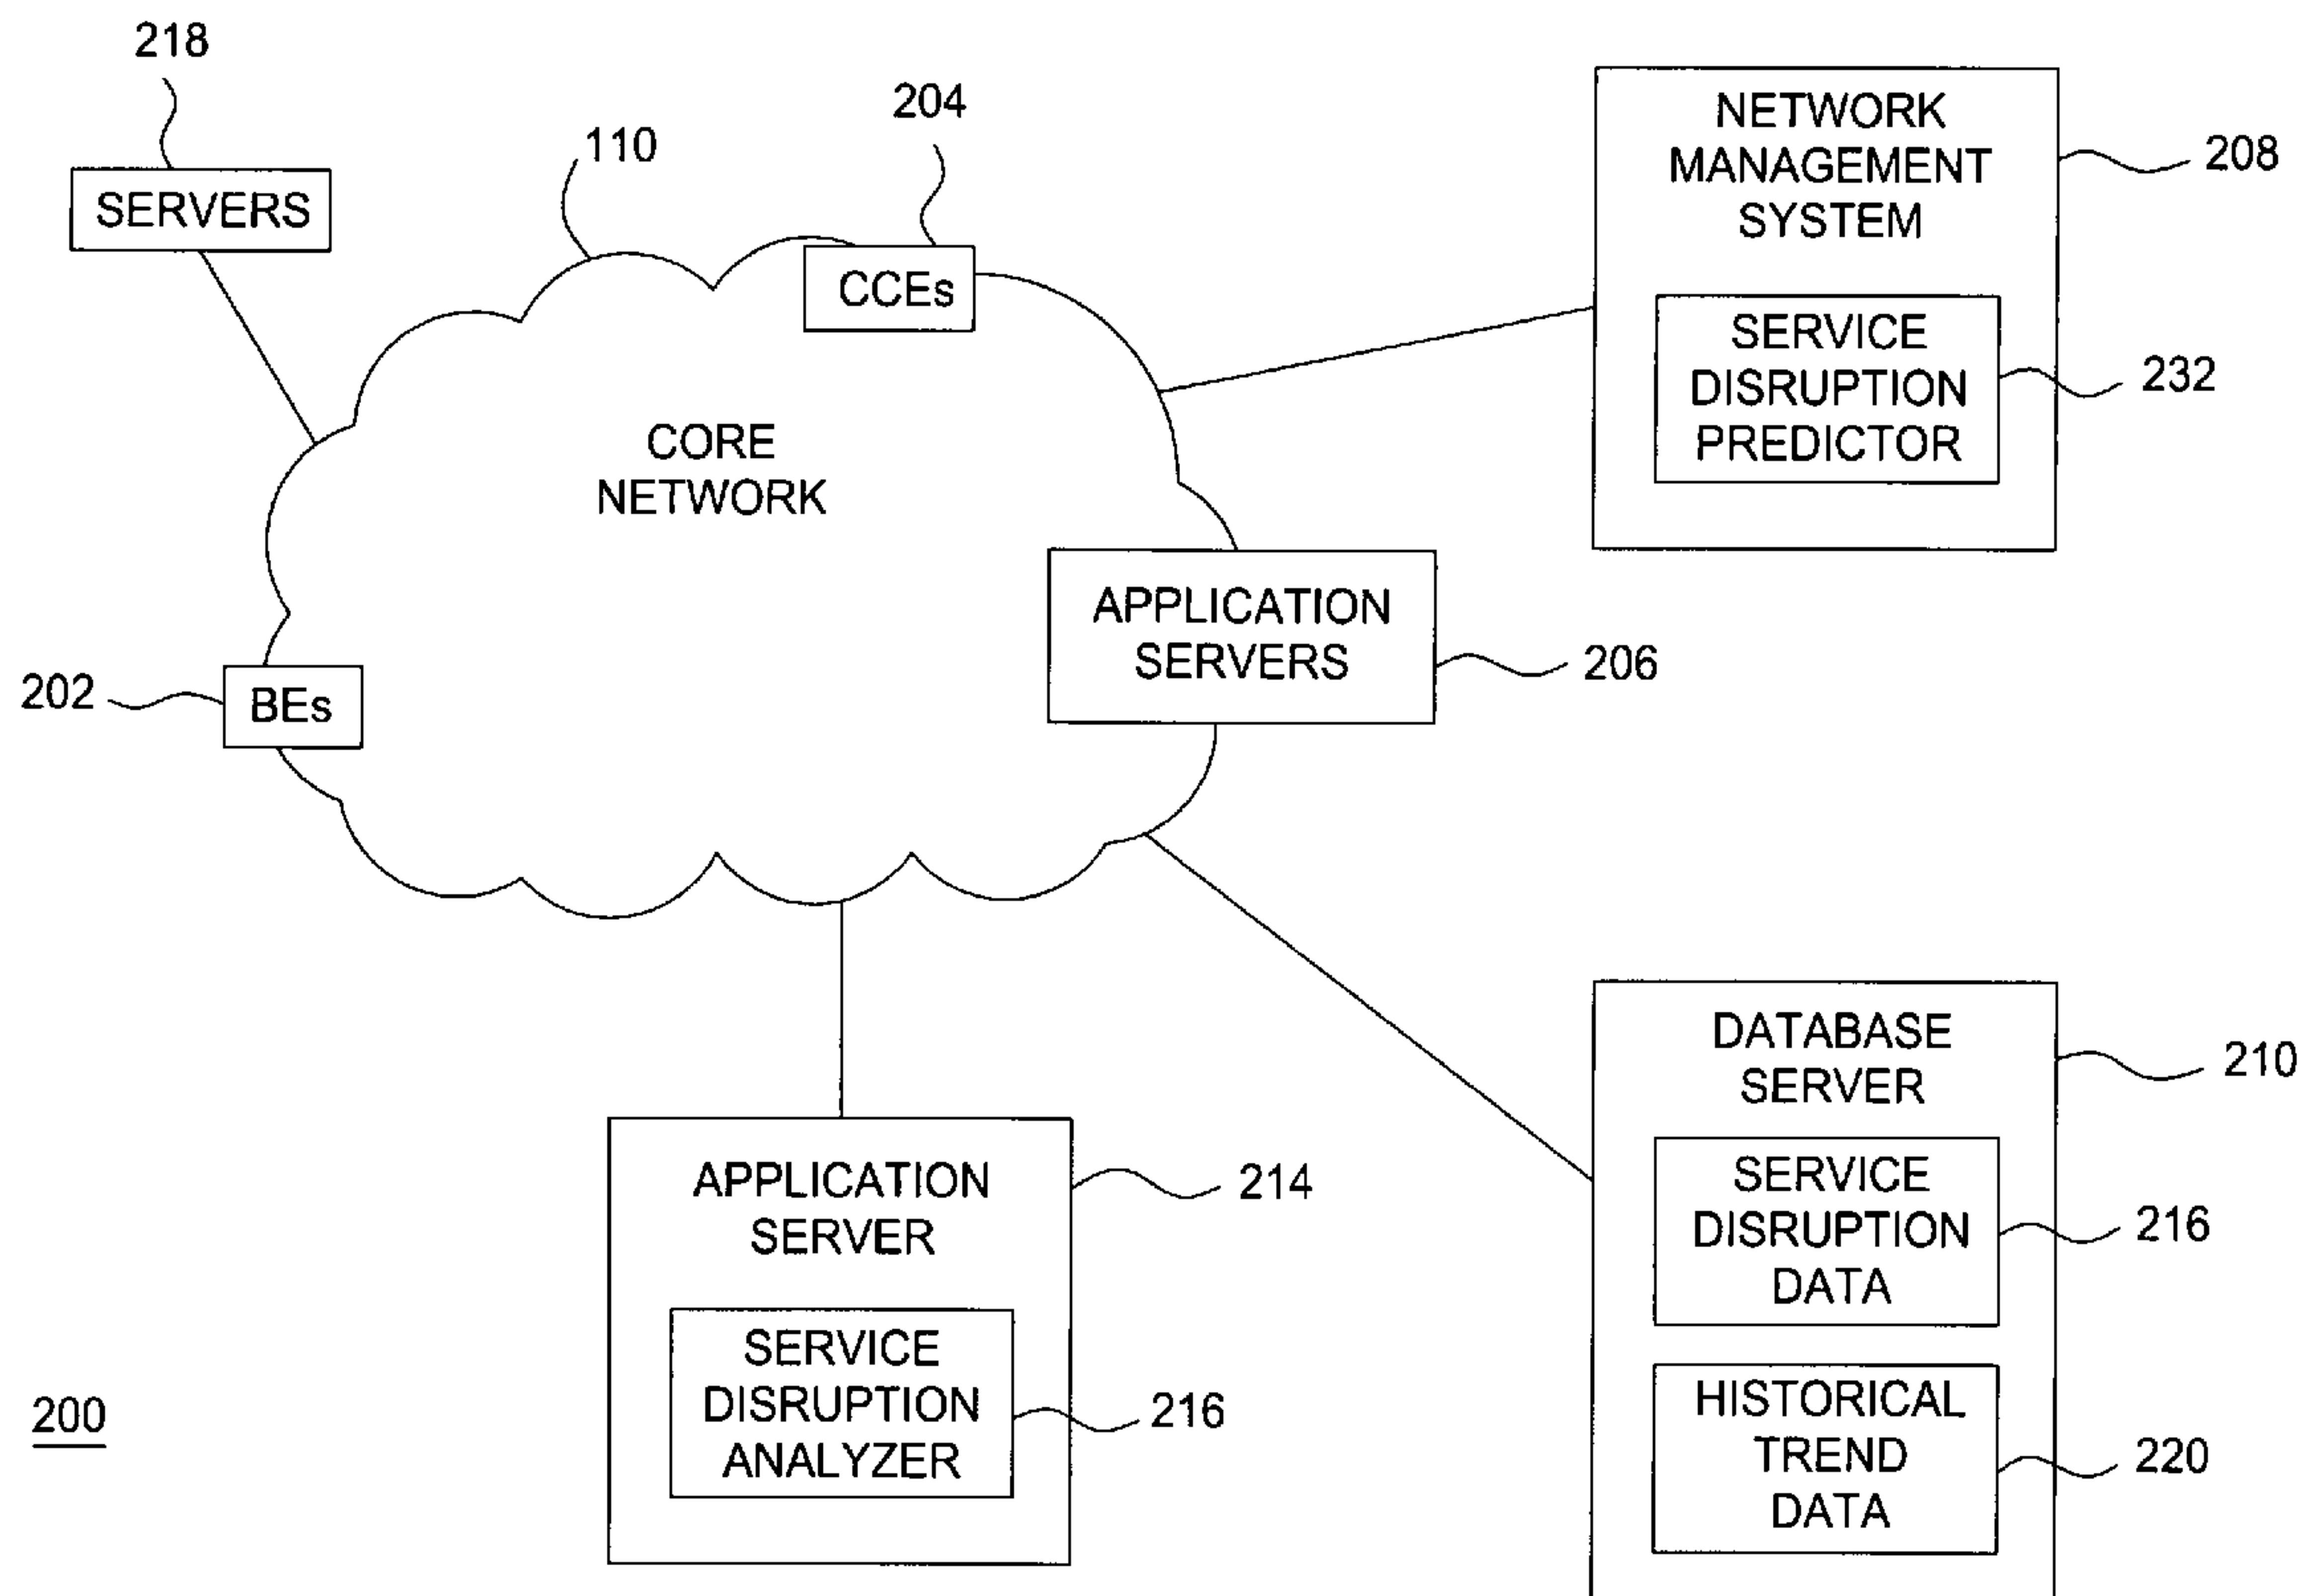 218
SERVERS
110
204
CCEs
CORE
NETWORK
NETWORK
MANAGEMENT
SYSTEM
208
SERVICE
DISRUPTION
PREDICTOR
232
APPLICATION
SERVERS
206
202
BEs
DATABASE
SERVER
210
SERVICE
DISRUPTION
DATA
216
HISTORICAL
TREND
DATA
220
APPLICATION
SERVER
214
SERVICE
DISRUPTION
ANALYZER
216
200